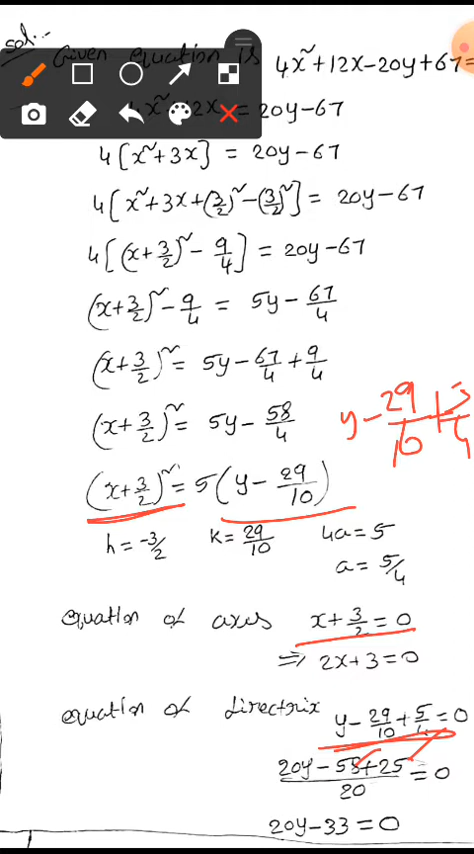 Sol:-
Given equation is 4x²+12x-20y+67=
2x = 20y-67
4[x²+3x] = 20y-67
4[x²+3x+(3/2)²-(3/2)²] = 20y-67
4[(x+3/2)² - 9/4] = 20y-67
(x+3/2)² - 9/4 = 5y - 67/4
(x+3/2)² = 5y - 67/4 + 9/4
(x+3/2)² = 5y - 58/4
y - 29/10 + 5/4
(x+3/2)² = 5(y - 29/10)
h = -3/2 k = 29/10 4a = 5
a = 5/4
equation of axes x + 3/2 = 0
⇒ 2x+3=0
equation of directrix y - 29/10 + 5/4 = 0
(20y - 58 + 25)/20 = 0
20y - 33 = 0